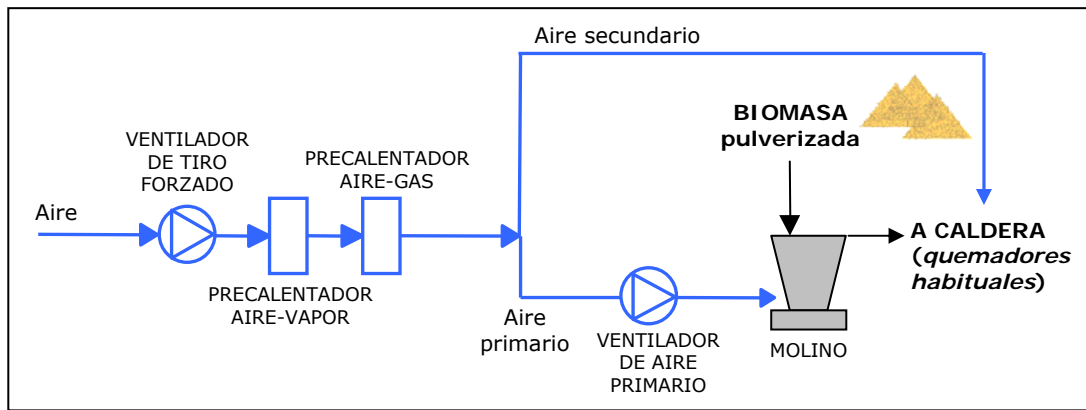 Aire secundario
BIOMASA
pulverizada
VENTILADOR
DE TIRO
FORZADO
PRECALENTADOR
AIRE-GAS
Aire
PRECALENTADOR
AIRE-VAPOR
A CALDERA
(quemadores
habituales)
Aire
primario
VENTILADOR
DE AIRE
PRIMARIO
MOLINO